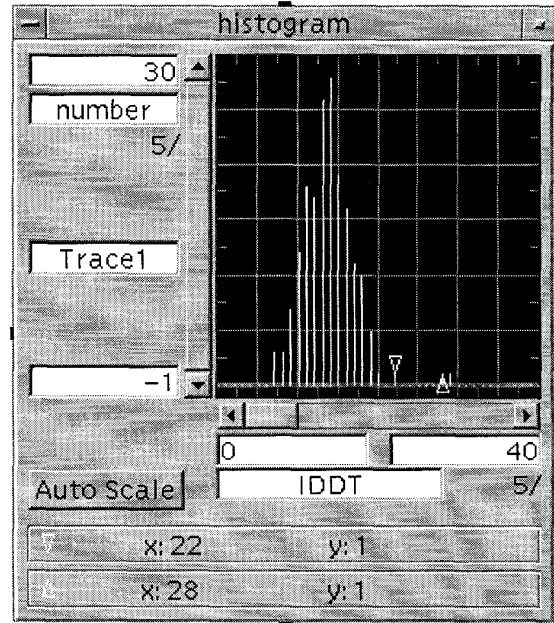 histogram
30
number
5/
Trace1
-1
0 40
Auto Scale IDDT 5/
x: 22 y: 1
x: 28 y: 1